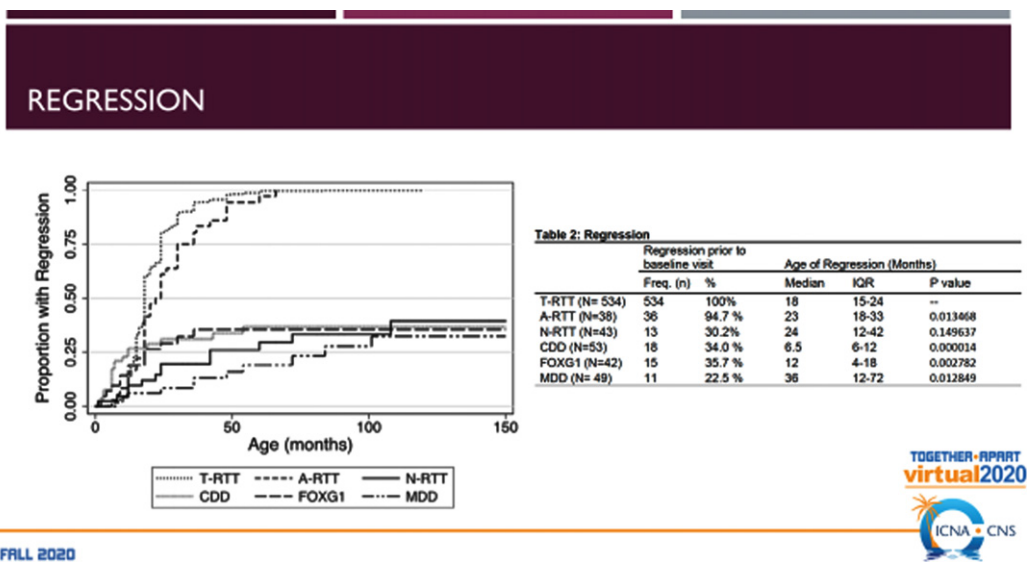 REGRESSION
1.00
0.75
0.50
0.25
0.00
Proportion with Regression
0 50 100 150
Age (months)
T-RTT A-RTT N-RTT
CDD FOXG1 MDD
Table 2: Regression
Regression prior to
baseline visit Age of Regression (Months)
Freq. (n) % Median IQR P value
T-RTT (N= 534) 534 100% 18 15-24 --
A-RTT (N=38) 36 94.7 % 23 18-33 0.013468
N-RTT (N=43) 13 30.2% 24 12-42 0.149637
CDD (N=53) 18 34.0 % 6.5 6-12 0.000014
FOXG1 (N=42) 15 35.7 % 12 4-18 0.002782
MDD (N= 49) 11 22.5 % 36 12-72 0.012849
TOGETHER•APART
virtual2020
ICNA • CNS
FALL 2020